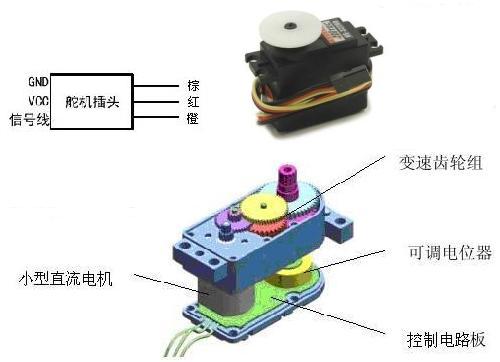 GND
VCC
信号线
舵机插头
棕
红
橙
变速齿轮组
可调电位器
小型直流电机
控制电路板